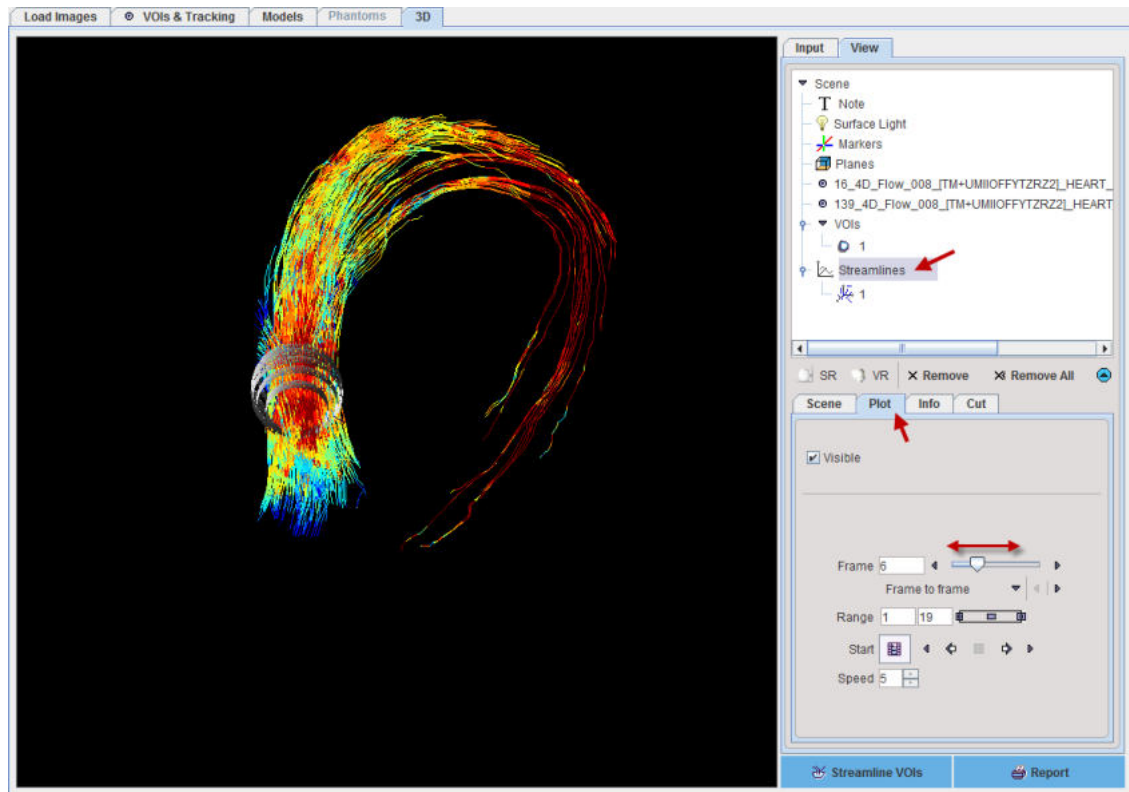 Load Images VOIs & Tracking Models Phantoms 3D
Input View
Scene
Note
Surface Light
Markers
Planes
16_4D_Flow_008_[TM+UMIIOFFYTZRZ2]_HEART_
139_4D_Flow_008_[TM+UMIIOFFYTZRZ2]_HEART
VOIs
1
Streamlines
1
SR VR Remove Remove All
Scene Plot Info Cut
Visible
Frame 6
Frame to frame
Range 1 19
Start
Speed 5
Streamline VOIs Report